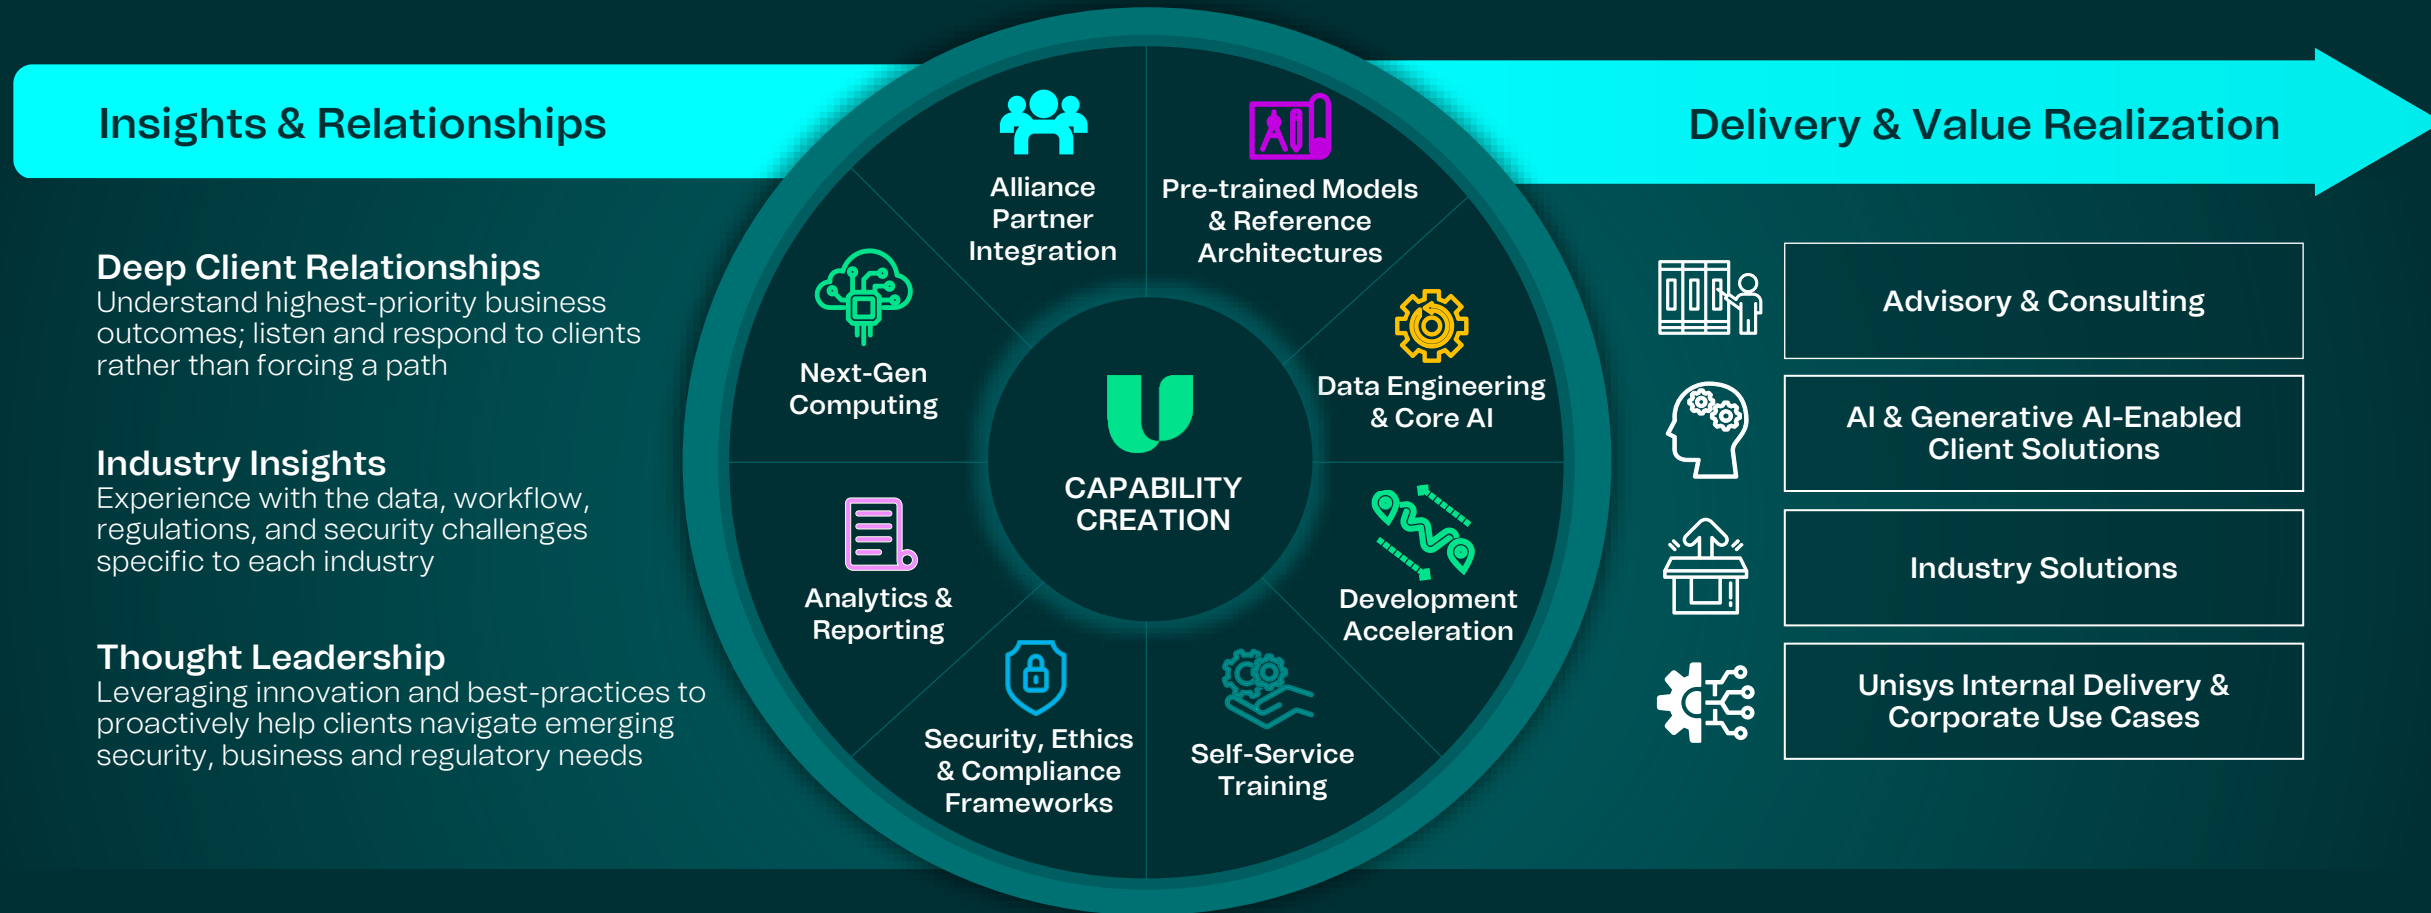 Insights & Relationships
Deep Client Relationships
Understand highest-priority business
outcomes; listen and respond to clients
rather than forcing a path
Industry Insights
Experience with the data, workflow,
regulations, and security challenges
specific to each industry
Thought Leadership
Leveraging innovation and best-practices to
proactively help clients navigate emerging
security, business and regulatory needs
Alliance
Partner
Integration
Pre-trained Models
& Reference
Architectures
Data Engineering
& Core AI
Development
Acceleration
Self-Service
Training
Security, Ethics
& Compliance
Frameworks
Analytics &
Reporting
Next-Gen
Computing
CAPABILITY
CREATION
Delivery & Value Realization
Advisory & Consulting
AI & Generative AI-Enabled
Client Solutions
Industry Solutions
Unisys Internal Delivery &
Corporate Use Cases